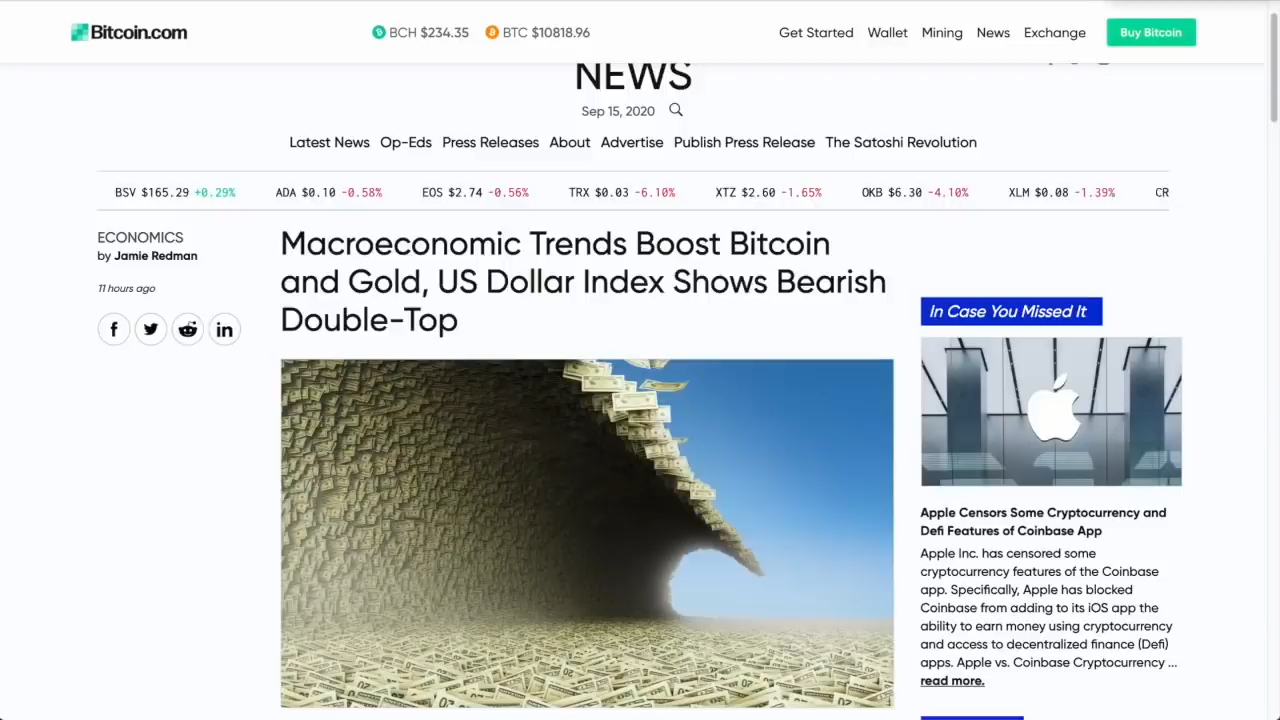 Bitcoin.com
BCH $234.35
BTC $10818.96
Get Started
Wallet
Mining
News
Exchange
Buy Bitcoin
NEWS
Sep 15, 2020
Latest News
Op-Eds
Press Releases
About
Advertise
Publish Press Release
The Satoshi Revolution
BSV $165.29 +0.29%
ADA $0.10 -0.58%
EOS $2.74 -0.56%
TRX $0.03 -6.10%
XTZ $2.60 -1.65%
OKB $6.30 -4.10%
XLM $0.08 -1.39%
CR
ECONOMICS
by Jamie Redman
11 hours ago
Macroeconomic Trends Boost Bitcoin
and Gold, US Dollar Index Shows Bearish
Double-Top
In Case You Missed It
Apple Censors Some Cryptocurrency and
Defi Features of Coinbase App
Apple Inc. has censored some
cryptocurrency features of the Coinbase
app. Specifically, Apple has blocked
Coinbase from adding to its iOS app the
ability to earn money using cryptocurrency
and access to decentralized finance (Defi)
apps. Apple vs. Coinbase Cryptocurrency ...
read more.